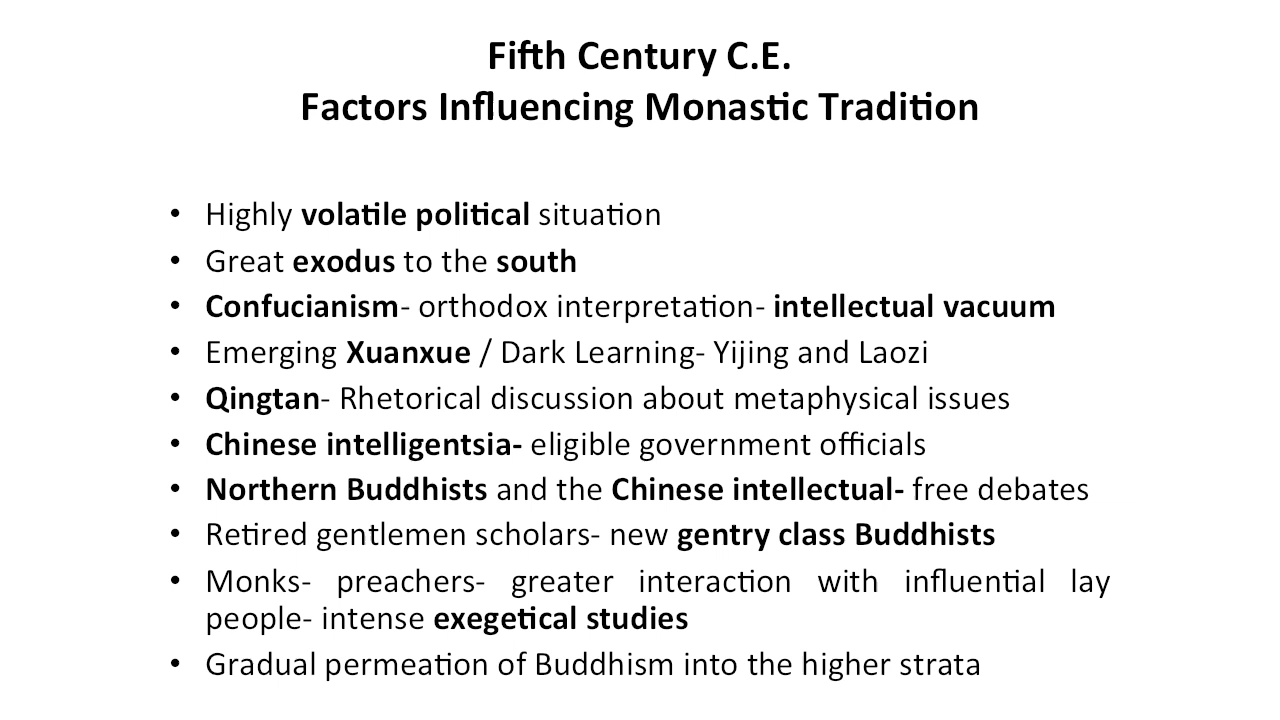 Fifth Century C.E.
Factors Influencing Monastic Tradition
• Highly volatile political situation
• Great exodus to the south
• Confucianism- orthodox interpretation- intellectual vacuum
• Emerging Xuanxue / Dark Learning- Yijing and Laozi
• Qingtan- Rhetorical discussion about metaphysical issues
• Chinese intelligentsia- eligible government officials
• Northern Buddhists and the Chinese intellectual- free debates
• Retired gentlemen scholars- new gentry class Buddhists
• Monks- preachers- greater interaction with influential lay
people- intense exegetical studies
• Gradual permeation of Buddhism into the higher strata